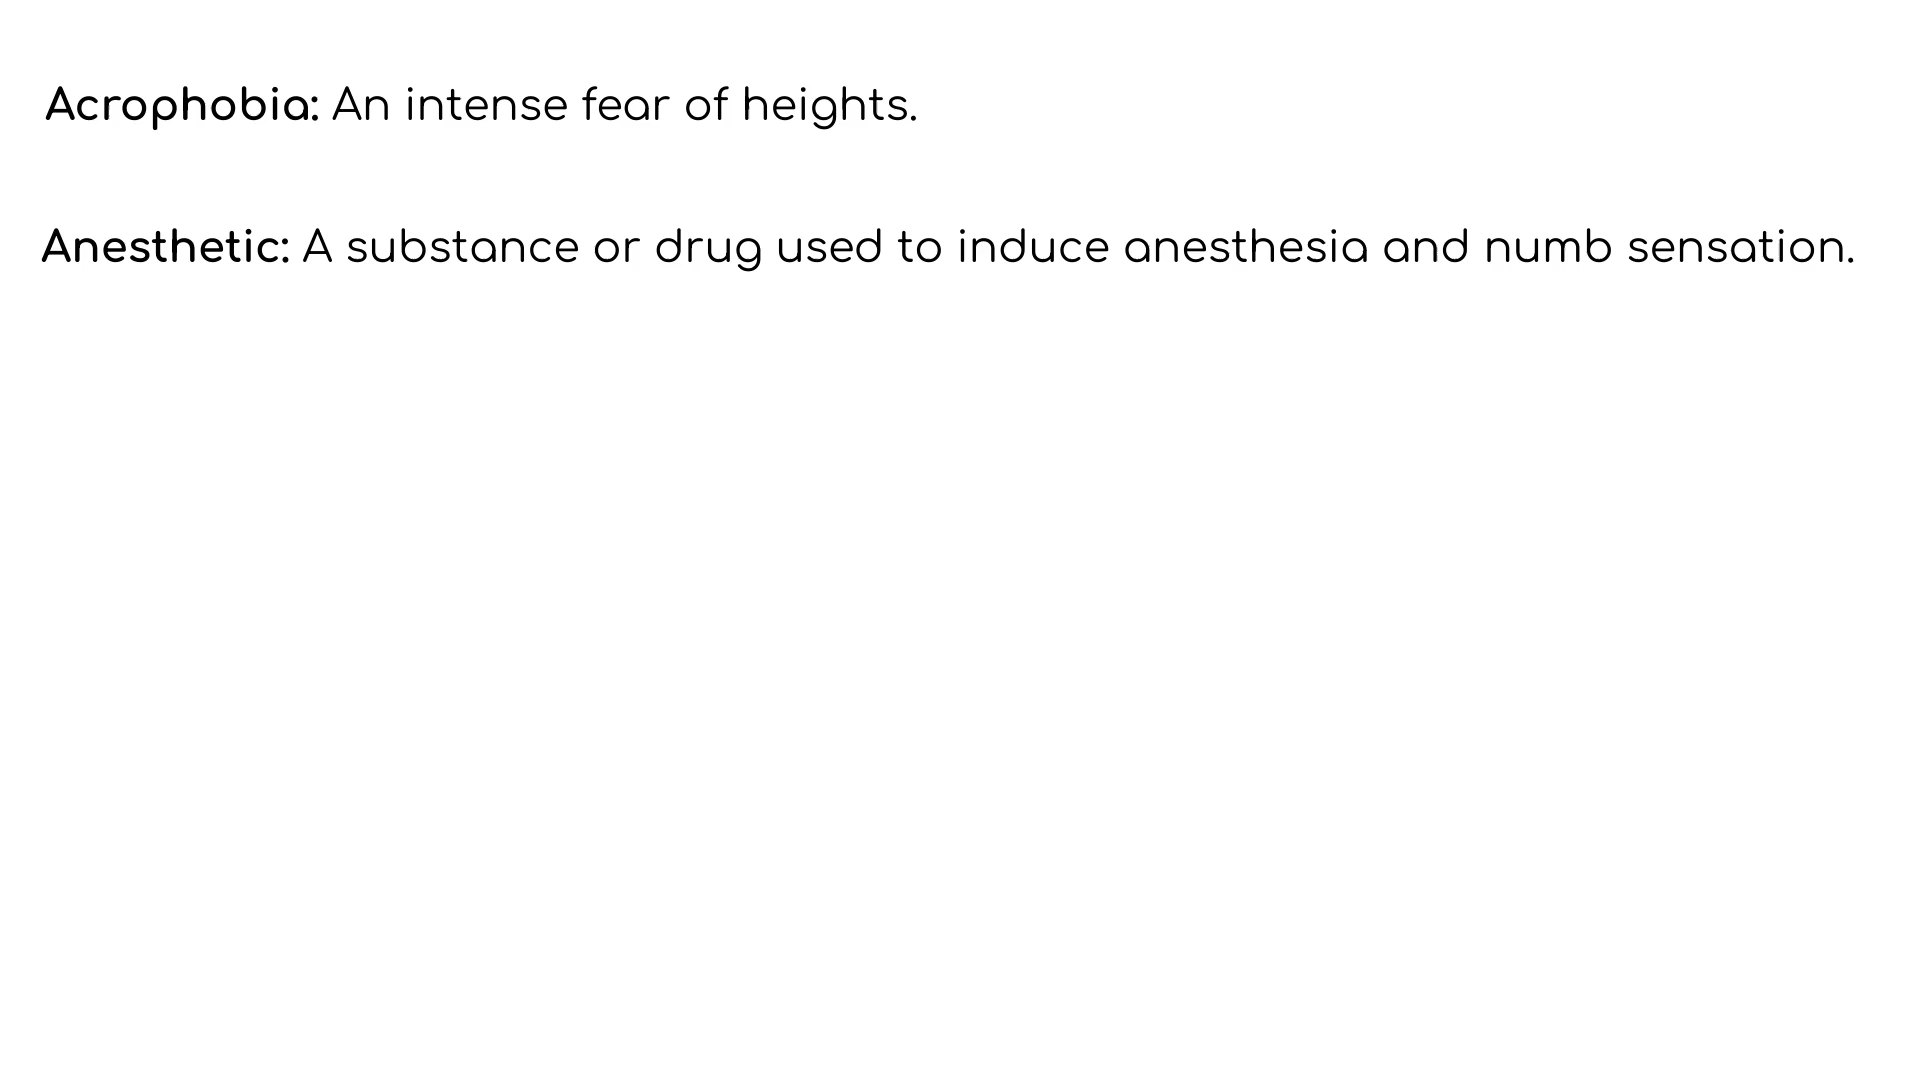 Acrophobia: An intense fear of heights.
Anesthetic: A substance or drug used to induce anesthesia and numb sensation.